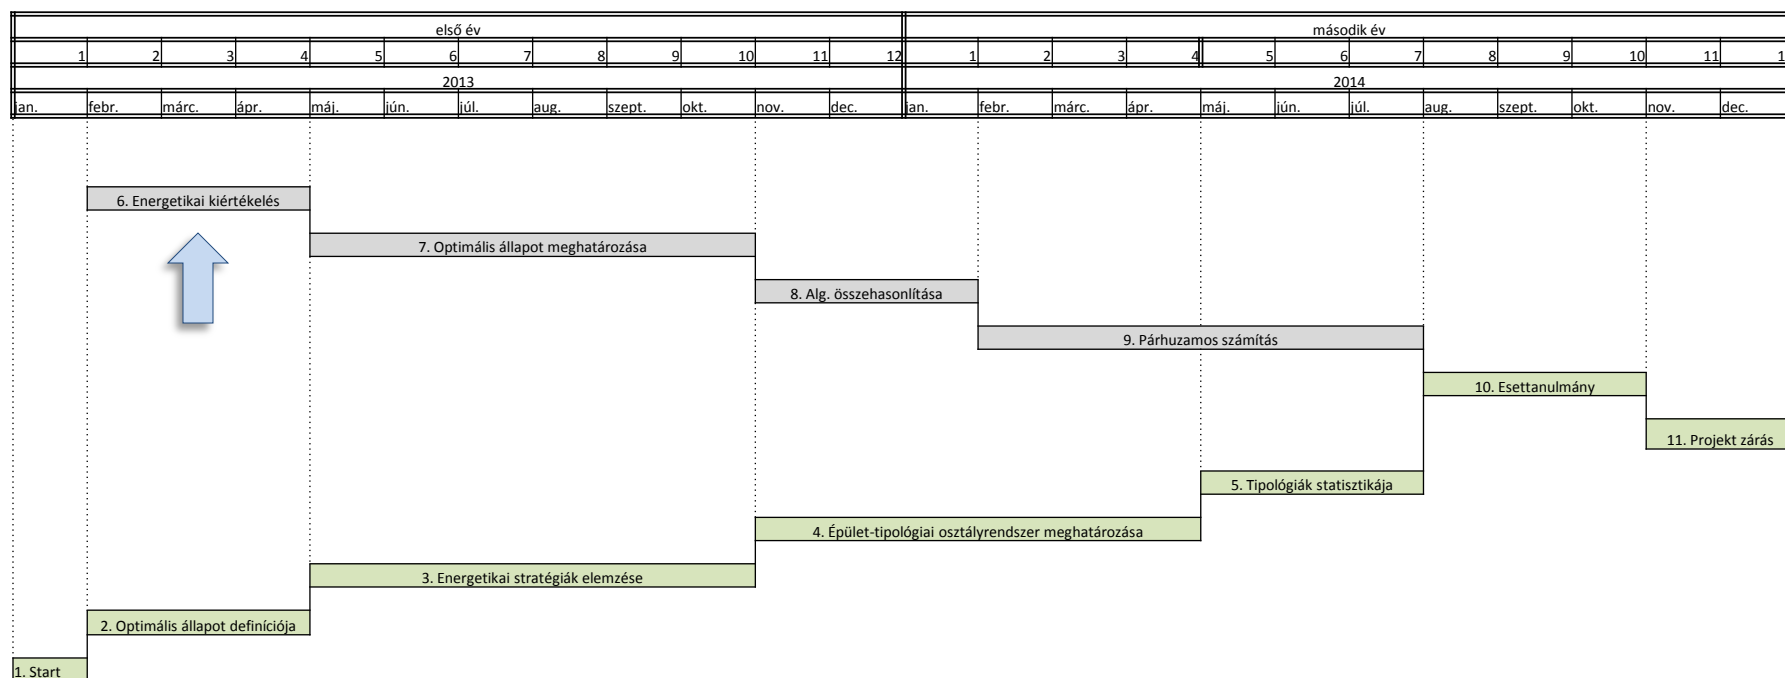 első év második év
1 2 3 4 5 6 7 8 9 10 11 12 1 2 3 4 5 6 7 8 9 10 11 1
2013 2014
jan. febr. márc. ápr. máj. jún. júl. aug. szept. okt. nov. dec. jan. febr. márc. ápr. máj. jún. júl. aug. szept. okt. nov. dec.
6. Energetikai kiértékelés
7. Optimális állapot meghatározása
8. Alg. összehasonlítása
9. Párhuzamos számítás
10. Esettanulmány
11. Projekt zárás
5. Tipológiák statisztikája
4. Épület-tipológiai osztályrendszer meghatározása
3. Energetikai stratégiák elemzése
2. Optimális állapot definíciója
1. Start